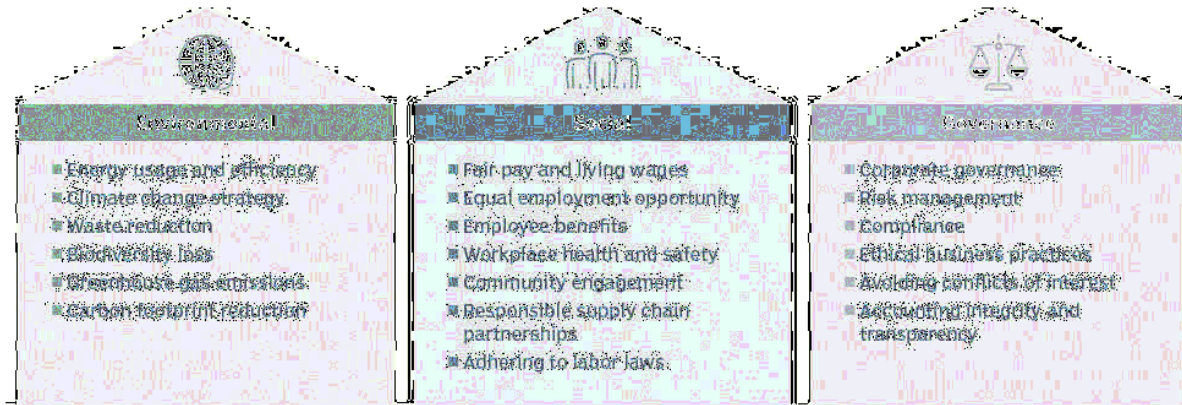 Environmental
Energy usage and efficiency
Climate change strategy
Waste reduction
Biodiversity loss
Greenhouse gas emissions
Carbon footprint reduction
Social
Fair pay and living wages
Equal employment opportunity
Employee benefits
Workplace health and safety
Community engagement
Responsible supply chain
partnerships
Adhering to labor laws
Governance
Corporate governance
Risk management
Compliance
Ethical business practices
Avoiding conflicts of interest
Accounting integrity and
transparency